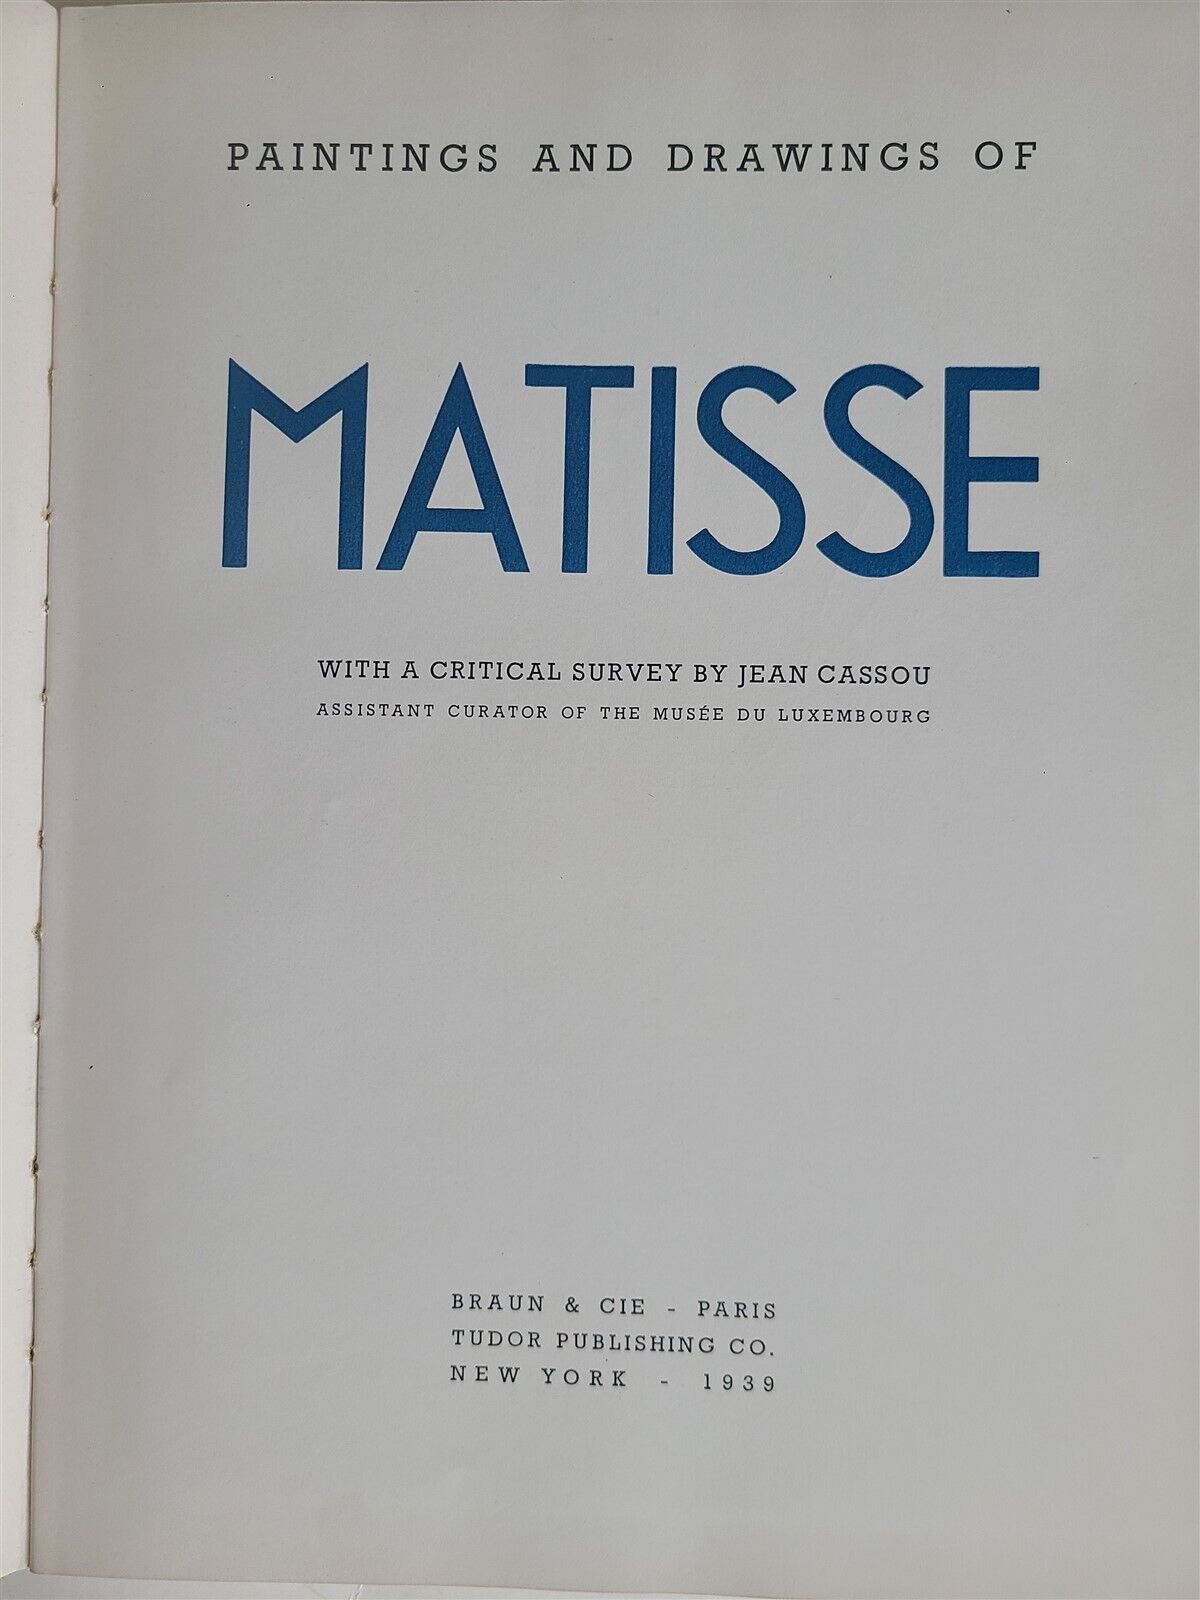 PAINTINGS AND DRAWINGS OF
MATISSE
WITH A CRITICAL SURVEY BY JEAN CASSOU
ASSISTANT CURATOR OF THE MUSÉE DU LUXEMBOURG
BRAUN & CIE - PARIS
TUDOR PUBLISHING CO.
NEW YORK - 1939